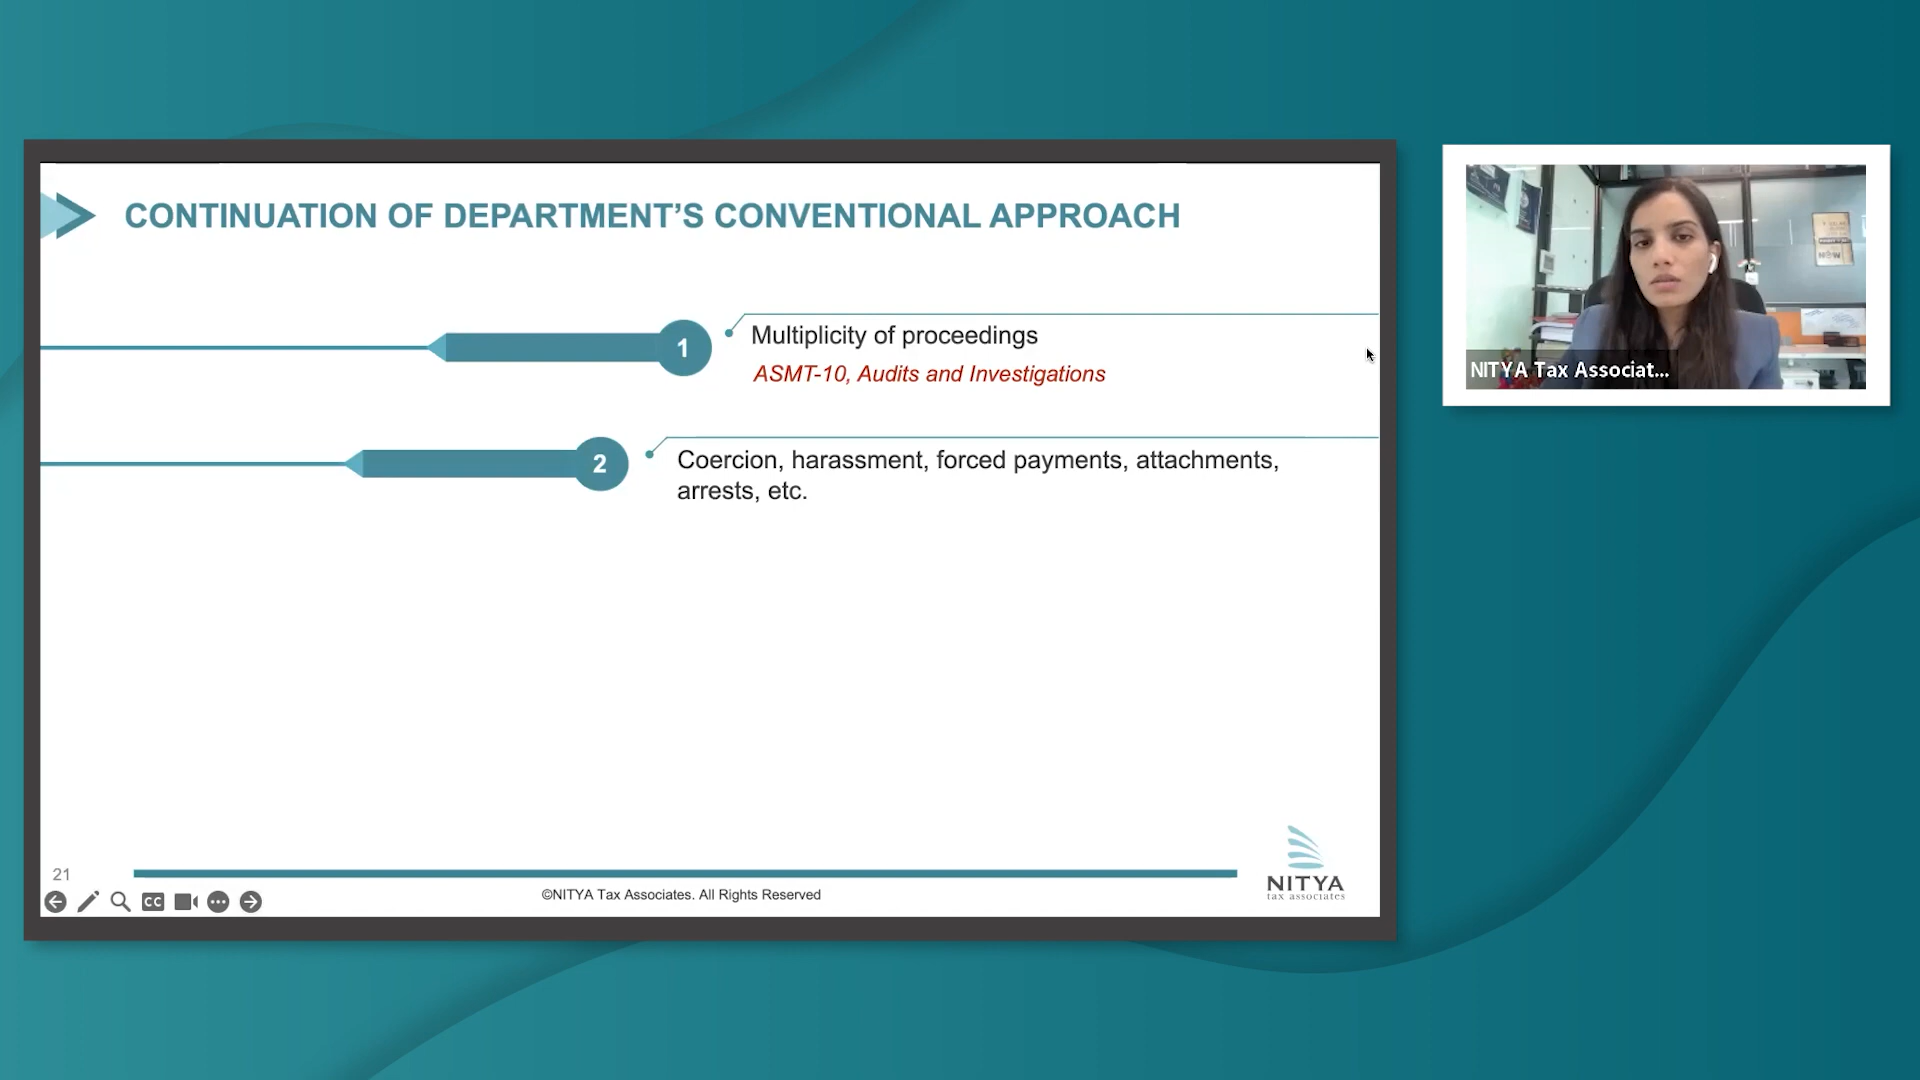 CONTINUATION OF DEPARTMENT’S CONVENTIONAL APPROACH
1
Multiplicity of proceedings
ASMT-10, Audits and Investigations
2
Coercion, harassment, forced payments, attachments,
arrests, etc.
21
CC
©NITYA Tax Associates. All Rights Reserved
NITYA
tax associates
NITYA Tax Associat...